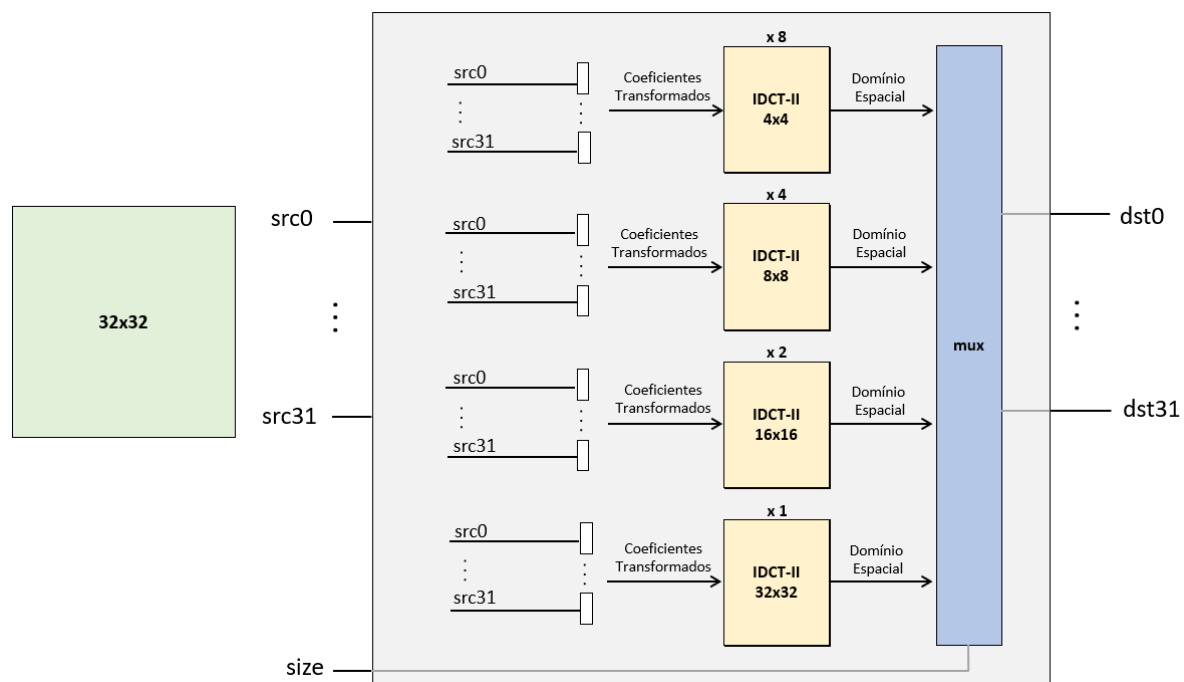 32x32
src0
⋮
src31
size
src0
⋮
src31
⋮
Coeficientes
Transformados
x 8
IDCT-II
4x4
Domínio
Espacial
src0
⋮
src31
⋮
Coeficientes
Transformados
x 4
IDCT-II
8x8
Domínio
Espacial
src0
⋮
src31
⋮
Coeficientes
Transformados
x 2
IDCT-II
16x16
Domínio
Espacial
src0
⋮
src31
⋮
Coeficientes
Transformados
x 1
IDCT-II
32x32
Domínio
Espacial
mux
dst0
⋮
dst31